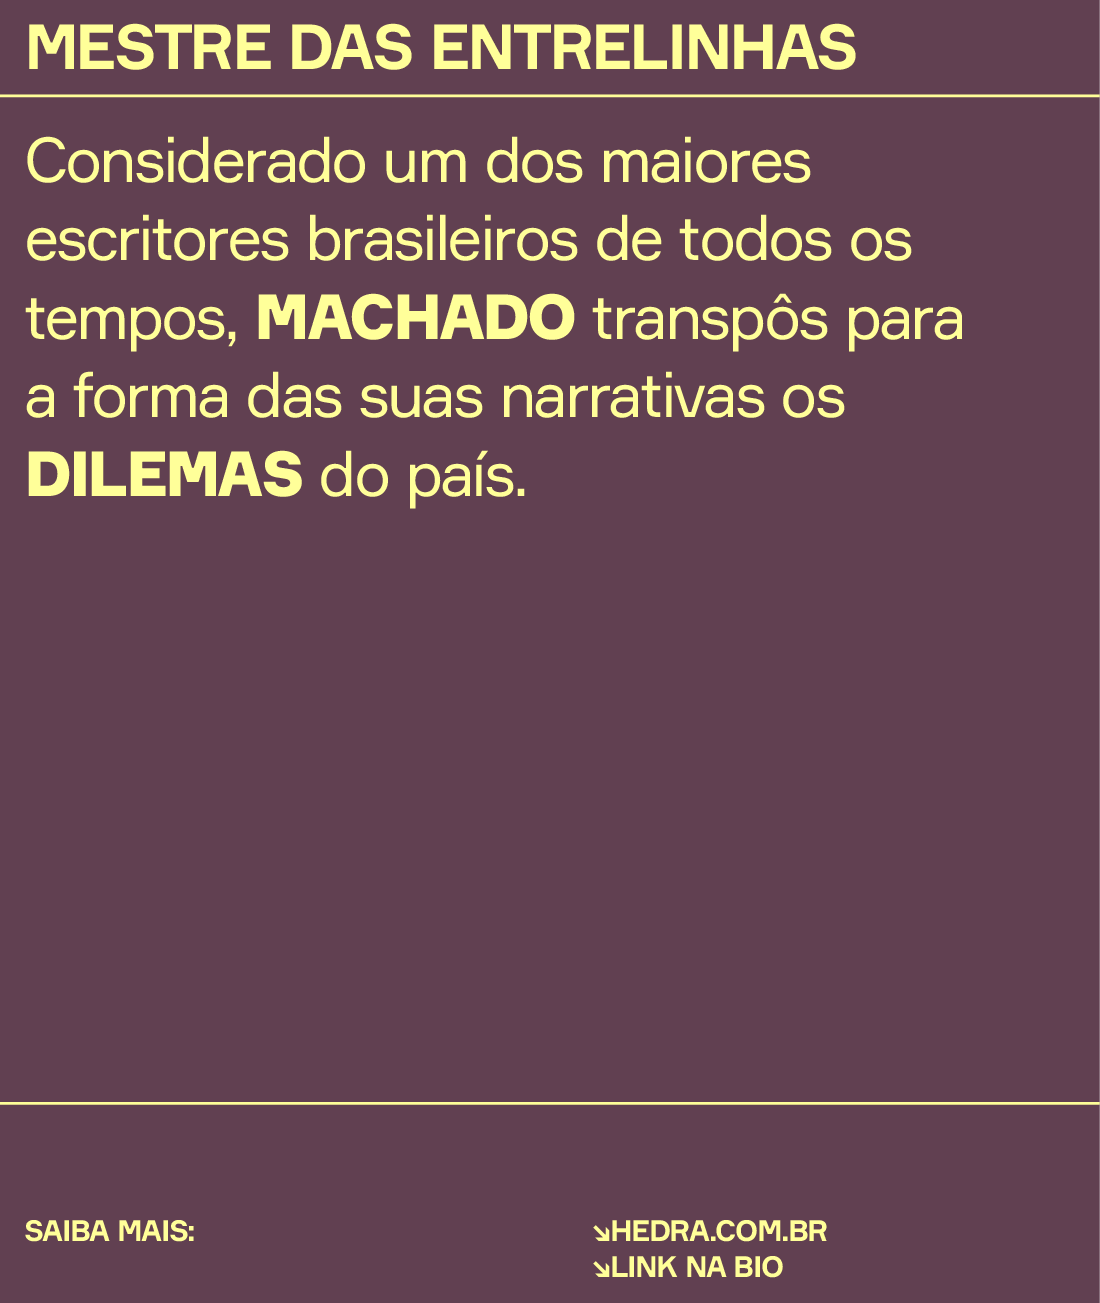 MESTRE DAS ENTRELINHAS
Considerado um dos maiores
escritores brasileiros de todos os
tempos, MACHADO transpôs para
a forma das suas narrativas os
DILEMAS do país.
SAIBA MAIS:
↘HEDRA.COM.BR
↘LINK NA BIO